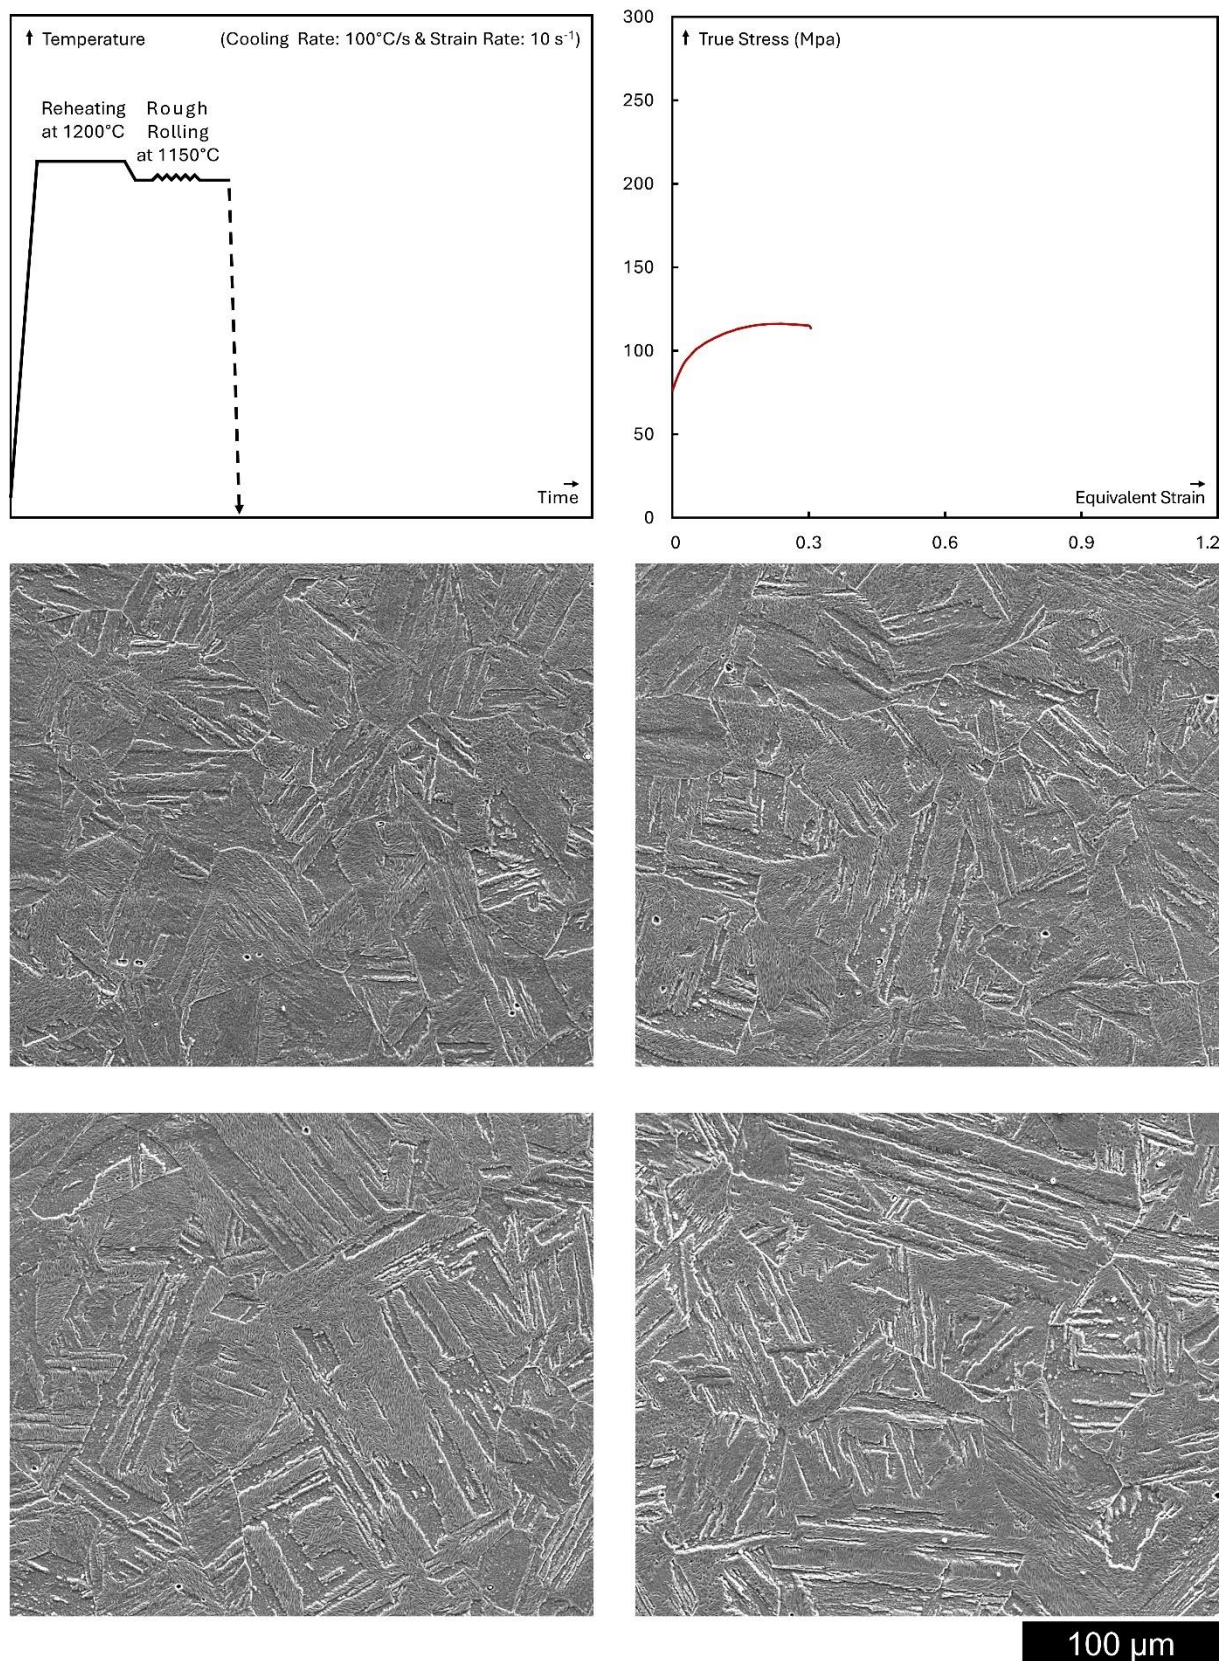 Temperature (Cooling Rate: 100°C/s & Strain Rate: 10 s⁻¹)
Reheating
at 1200°C
Rough
Rolling
at 1150°C
Time
True Stress (Mpa)
300
250
200
150
100
50
0
Equivalent Strain
0 0.3 0.6 0.9 1.2
100 µm